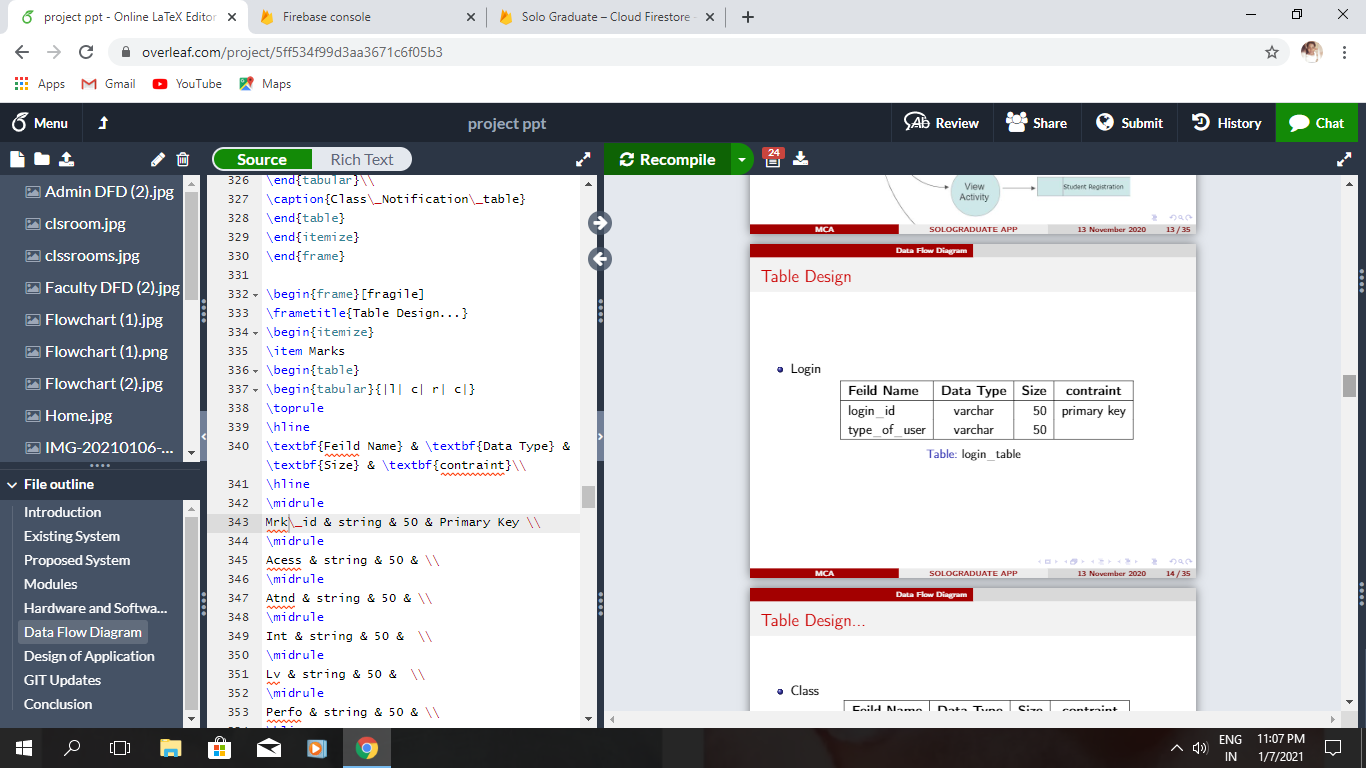 project ppt - Online LaTeX Editor
Firebase console
Solo Graduate – Cloud Firestore
overleaf.com/project/5ff534f99d3aa3671c6f05b3
Apps
Gmail
YouTube
Maps
Menu
project ppt
Review
Share
Submit
History
Chat
Source
Rich Text
Recompile
24
Admin DFD (2).jpg
clsroom.jpg
clssrooms.jpg
Faculty DFD (2).jpg
Flowchart (1).jpg
Flowchart (1).png
Flowchart (2).jpg
Home.jpg
IMG-20210106-...
File outline
Introduction
Existing System
Proposed System
Modules
Hardware and Softwa...
Data Flow Diagram
Design of Application
GIT Updates
Conclusion
326 \end{tabular}\\
327 \caption{Class\_Notification\_table}
328 \end{table}
329 \end{itemize}
330 \end{frame}
331
332 \begin{frame}[fragile]
333 \frametitle{Table Design...}
334 \begin{itemize}
335 \item Marks
336 \begin{table}
337 \begin{tabular}{|l| c| r| c|}
338 \toprule
339 \hline
340 \textbf{Feild Name} & \textbf{Data Type} &
\textbf{Size} & \textbf{contraint}\\
341 \hline
342 \midrule
343 Mrk\_id & string & 50 & Primary Key \\
344 \midrule
345 Acess & string & 50 & \\
346 \midrule
347 Atnd & string & 50 & \\
348 \midrule
349 Int & string & 50 & \\
350 \midrule
351 Lv & string & 50 & \\
352 \midrule
353 Perfo & string & 50 & \\
View
Activity
Student Registration
MCA SOLOGRADUATE APP 13 November 2020 13 / 35
Data Flow Diagram
Table Design
Login
Feild Name Data Type Size contraint
login_id varchar 50 primary key
type_of_user varchar 50
Table: login_table
MCA SOLOGRADUATE APP 13 November 2020 14 / 35
Data Flow Diagram
Table Design...
Class
Feild Name Data Type Size contraint
ENG
IN
11:07 PM
1/7/2021